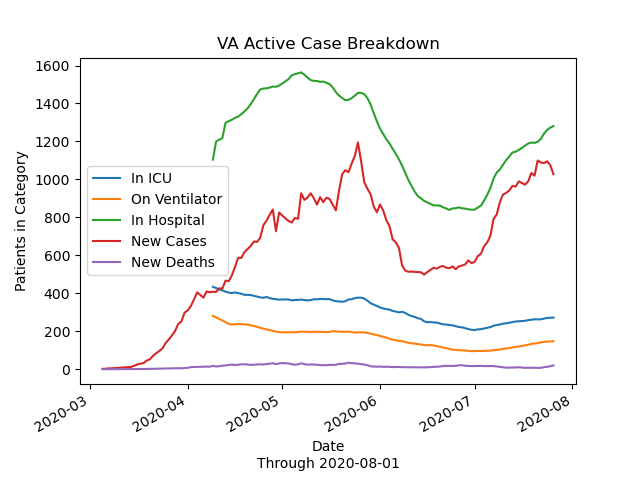 VA Active Case Breakdown
Patients in Category
1600
1400
1200
1000
800
600
400
200
0
In ICU
On Ventilator
In Hospital
New Cases
New Deaths
2020-03
2020-04
2020-05
2020-06
2020-07
2020-08
Date
Through 2020-08-01